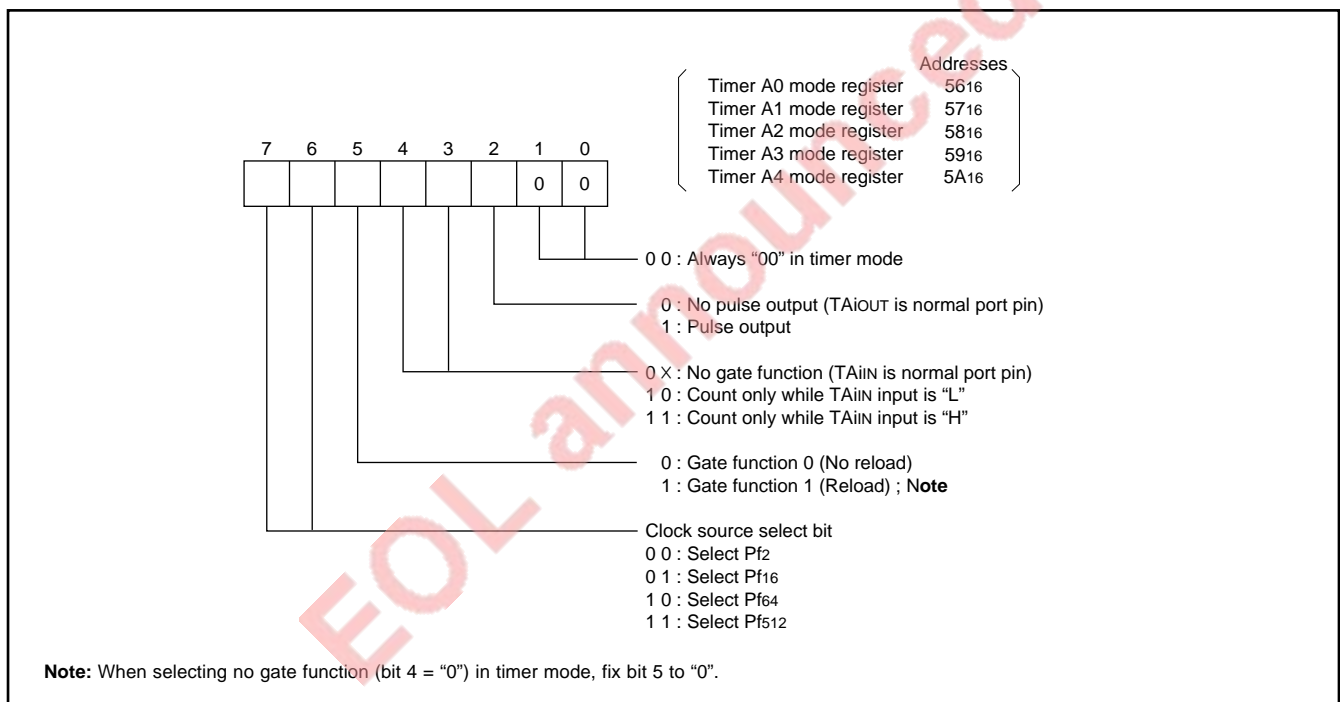 Addresses
Timer A0 mode register 5616
Timer A1 mode register 5716
Timer A2 mode register 5816
Timer A3 mode register 5916
Timer A4 mode register 5A16
7 6 5 4 3 2 1 0
0 0
0 0 : Always “00” in timer mode
0 : No pulse output (TAiOUT is normal port pin)
1 : Pulse output
0 × : No gate function (TAiIN is normal port pin)
1 0 : Count only while TAiIN input is “L”
1 1 : Count only while TAiIN input is “H”
0 : Gate function 0 (No reload)
1 : Gate function 1 (Reload) ; Note
Clock source select bit
0 0 : Select Pf2
0 1 : Select Pf16
1 0 : Select Pf64
1 1 : Select Pf512
Note: When selecting no gate function (bit 4 = “0”) in timer mode, fix bit 5 to “0”.
EOL announced